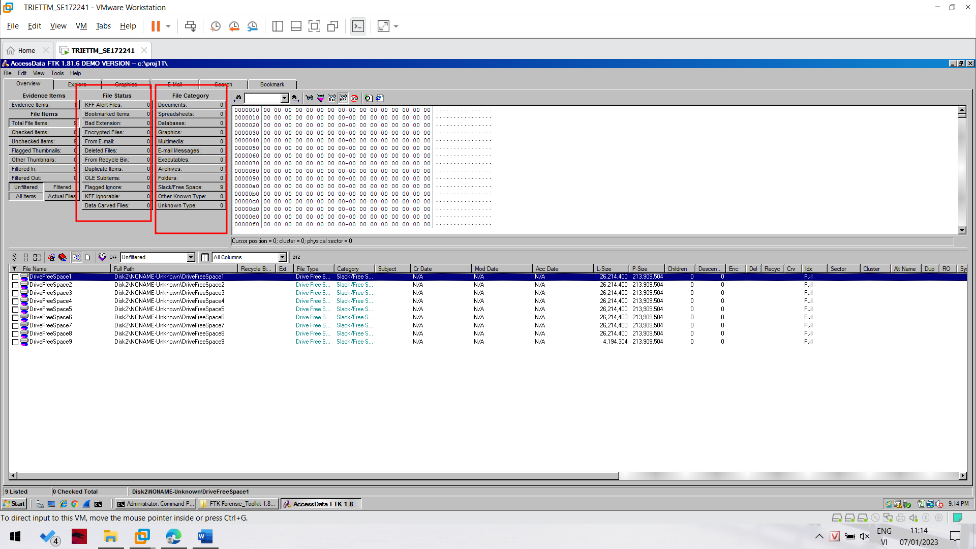 TRIETTM_SE172241 - VMware Workstation
File Edit View VM Tabs Help
Home TRIETTM_SE172241
AccessData FTK 1.81.6 DEMO VERSION -- c:\proj11\
File Edit View Tools Help
Overview Explore Graphics E-Mail Search Bookmark
Evidence Items File Status File Category
Evidence Items: KFF Alert Files: 0 Documents: 0
File Items Bookmarked Items: 0 Spreadsheets: 0
Total File Items: 9 Bad Extension: 0 Databases: 0
Checked Items: Encrypted Files: 0 Graphics: 0
Unchecked Items: 9 From E-mail: 0 Multimedia: 0
Flagged Thumbnails: Deleted Files: 0 E-mail Messages: 0
Other Thumbnails: From Recycle Bin: 0 Executables: 0
Filtered In: 9 Duplicate Items: 0 Archives: 0
Filtered Out: OLE Subitems: 0 Folders: 0
Unfiltered Filtered Flagged Ignore: 0 Slack/Free Space: 9
All Items Actual Files KFF Ignorable: 0 Other Known Type: 0
Data Carved Files: 0 Unknown Type: 0
0000000 00 00 00 00 00 00 00 00-00 00 00 00 00 00 00 00 ················
0000010 00 00 00 00 00 00 00 00-00 00 00 00 00 00 00 00 ················
0000020 00 00 00 00 00 00 00 00-00 00 00 00 00 00 00 00 ················
0000030 00 00 00 00 00 00 00 00-00 00 00 00 00 00 00 00 ················
0000040 00 00 00 00 00 00 00 00-00 00 00 00 00 00 00 00 ················
0000050 00 00 00 00 00 00 00 00-00 00 00 00 00 00 00 00 ················
0000060 00 00 00 00 00 00 00 00-00 00 00 00 00 00 00 00 ················
0000070 00 00 00 00 00 00 00 00-00 00 00 00 00 00 00 00 ················
0000080 00 00 00 00 00 00 00 00-00 00 00 00 00 00 00 00 ················
0000090 00 00 00 00 00 00 00 00-00 00 00 00 00 00 00 00 ················
00000a0 00 00 00 00 00 00 00 00-00 00 00 00 00 00 00 00 ················
00000b0 00 00 00 00 00 00 00 00-00 00 00 00 00 00 00 00 ················
00000c0 00 00 00 00 00 00 00 00-00 00 00 00 00 00 00 00 ················
00000d0 00 00 00 00 00 00 00 00-00 00 00 00 00 00 00 00 ················
00000e0 00 00 00 00 00 00 00 00-00 00 00 00 00 00 00 00 ················
00000f0 00 00 00 00 00 00 00 00-00 00 00 00 00 00 00 00 ················
Cursor position = 0; cluster = 0; physical sector = 0
Unfiltered All Columns
File Name Full Path Recycle Bi... Ext File Type Category Subject Cr Date Mod Date Acc Date L-Size P-Size Children Descen... Enc Del Recyc Crv Idx Sector Cluster Alt Name Dup RO Sy
DriveFreeSpace1 Disk2\NONAME-Unknown\DriveFreeSpace1 Drive Free S... Slack/Free S... N/A N/A N/A 26,214,400 213,909,504 0 0 Full
DriveFreeSpace2 Disk2\NONAME-Unknown\DriveFreeSpace2 Drive Free S... Slack/Free S... N/A N/A N/A 26,214,400 213,909,504 0 0 Full
DriveFreeSpace3 Disk2\NONAME-Unknown\DriveFreeSpace3 Drive Free S... Slack/Free S... N/A N/A N/A 26,214,400 213,909,504 0 0 Full
DriveFreeSpace4 Disk2\NONAME-Unknown\DriveFreeSpace4 Drive Free S... Slack/Free S... N/A N/A N/A 26,214,400 213,909,504 0 0 Full
DriveFreeSpace5 Disk2\NONAME-Unknown\DriveFreeSpace5 Drive Free S... Slack/Free S... N/A N/A N/A 26,214,400 213,909,504 0 0 Full
DriveFreeSpace6 Disk2\NONAME-Unknown\DriveFreeSpace6 Drive Free S... Slack/Free S... N/A N/A N/A 26,214,400 213,909,504 0 0 Full
DriveFreeSpace7 Disk2\NONAME-Unknown\DriveFreeSpace7 Drive Free S... Slack/Free S... N/A N/A N/A 26,214,400 213,909,504 0 0 Full
DriveFreeSpace8 Disk2\NONAME-Unknown\DriveFreeSpace8 Drive Free S... Slack/Free S... N/A N/A N/A 26,214,400 213,909,504 0 0 Full
DriveFreeSpace9 Disk2\NONAME-Unknown\DriveFreeSpace9 Drive Free S... Slack/Free S... N/A N/A N/A 4,194,304 213,909,504 0 0 Full
9 Listed 0 Checked Total Disk2\NONAME-Unknown\DriveFreeSpace1
Start Administrator: Command P... FTK Forensic_Toolkit 1.8... AccessData FTK 1.8 9:14 PM
To direct input to this VM, move the mouse pointer inside or press Ctrl+G.
4 ENG 11:14
VI 07/01/2023